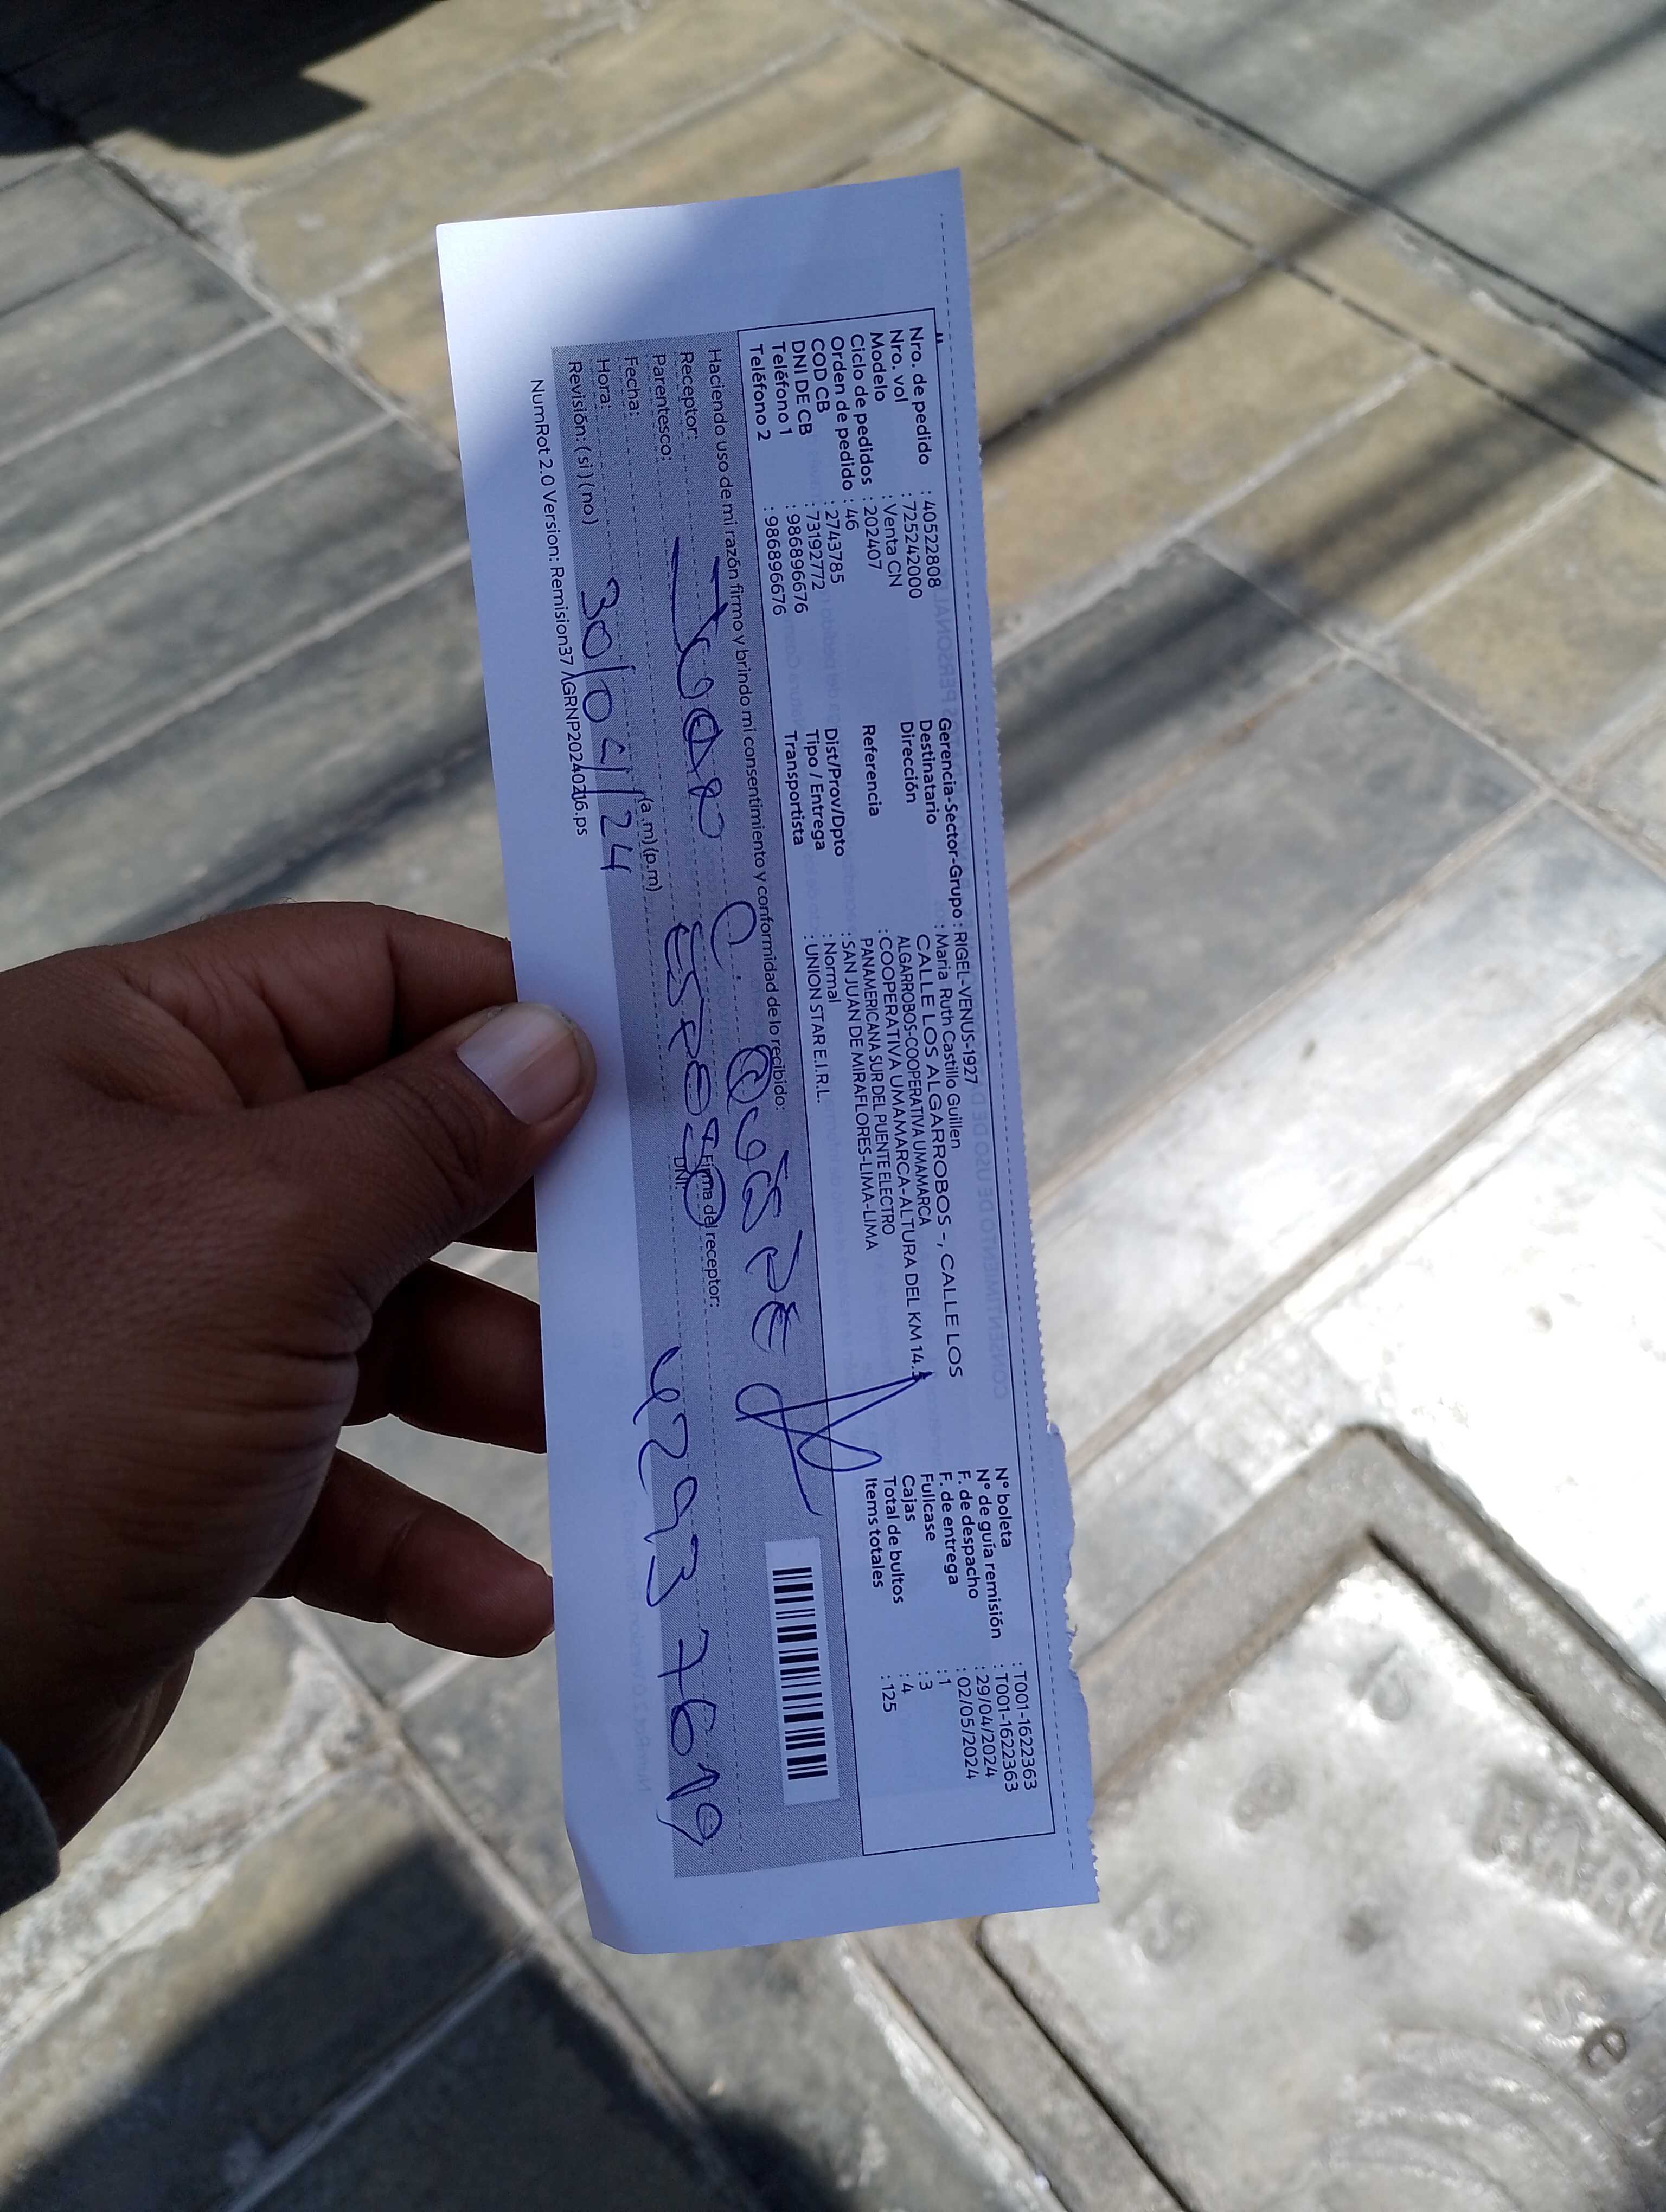 Nro. de pedido : 40522808
Nro. vol : 725242000
Modelo : Venta CN
Ciclo de pedidos : 202407
Orden de pedido : 46
COD CB : 2743785
DNI DE CB : 73192772
Teléfono 1 : 986896676
Teléfono 2 : 986896676
Gerencia-Sector-Grupo : RIGEL-VENUS-1927
Destinatario : Maria Ruth Castillo Guillen
Dirección CALLE LOS ALGARROBOS -, CALLE LOS
ALGARROBOS-COOPERATIVA UMAMARCA
Referencia : COOPERATIVA UMAMARCA-ALTURA DEL KM 14.5
PANAMERICANA SUR DEL PUENTE ELECTRO
Dist/Prov/Dpto : SAN JUAN DE MIRAFLORES-LIMA-LIMA
Tipo / Entrega : Normal
Transportista : UNION STAR E.I.R.L.
N° boleta : T001-1622363
N° de guía remisión : T001-1622363
F. de despacho : 29/04/2024
F. de entrega : 02/05/2024
Fullcase : 1
Cajas : 3
Total de bultos : 4
Items totales : 125
Haciendo uso de mi razón firmo y brindo mi consentimiento y conformidad de lo recibido:
Receptor: Juan C. Quispe
Firma del receptor:
Parentesco: Esposo
DNI: 42937619
Fecha: 30/04/24
Hora: (a.m)(p.m)
Revisión: (si)(no)
NumRot 2.0 Version: Remision37 AGRNP20240216.ps